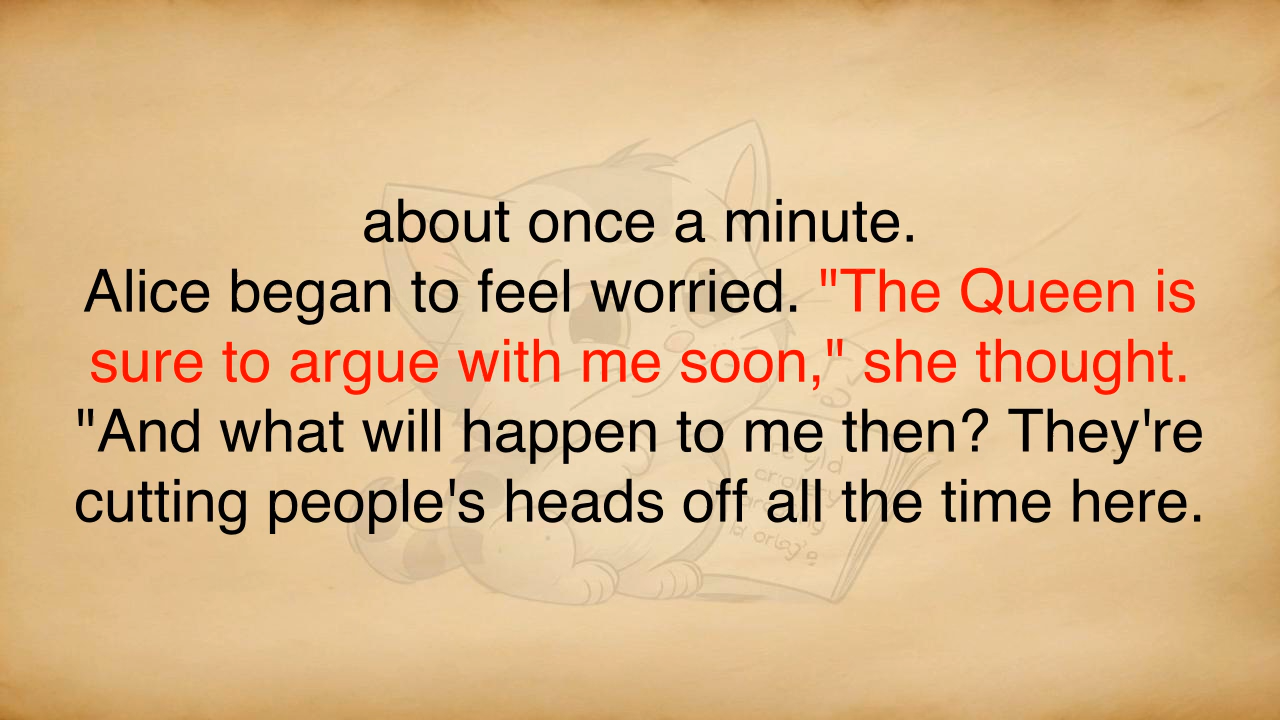 about once a minute.
Alice began to feel worried. "The Queen is
sure to argue with me soon," she thought.
"And what will happen to me then? They're
cutting people's heads off all the time here.